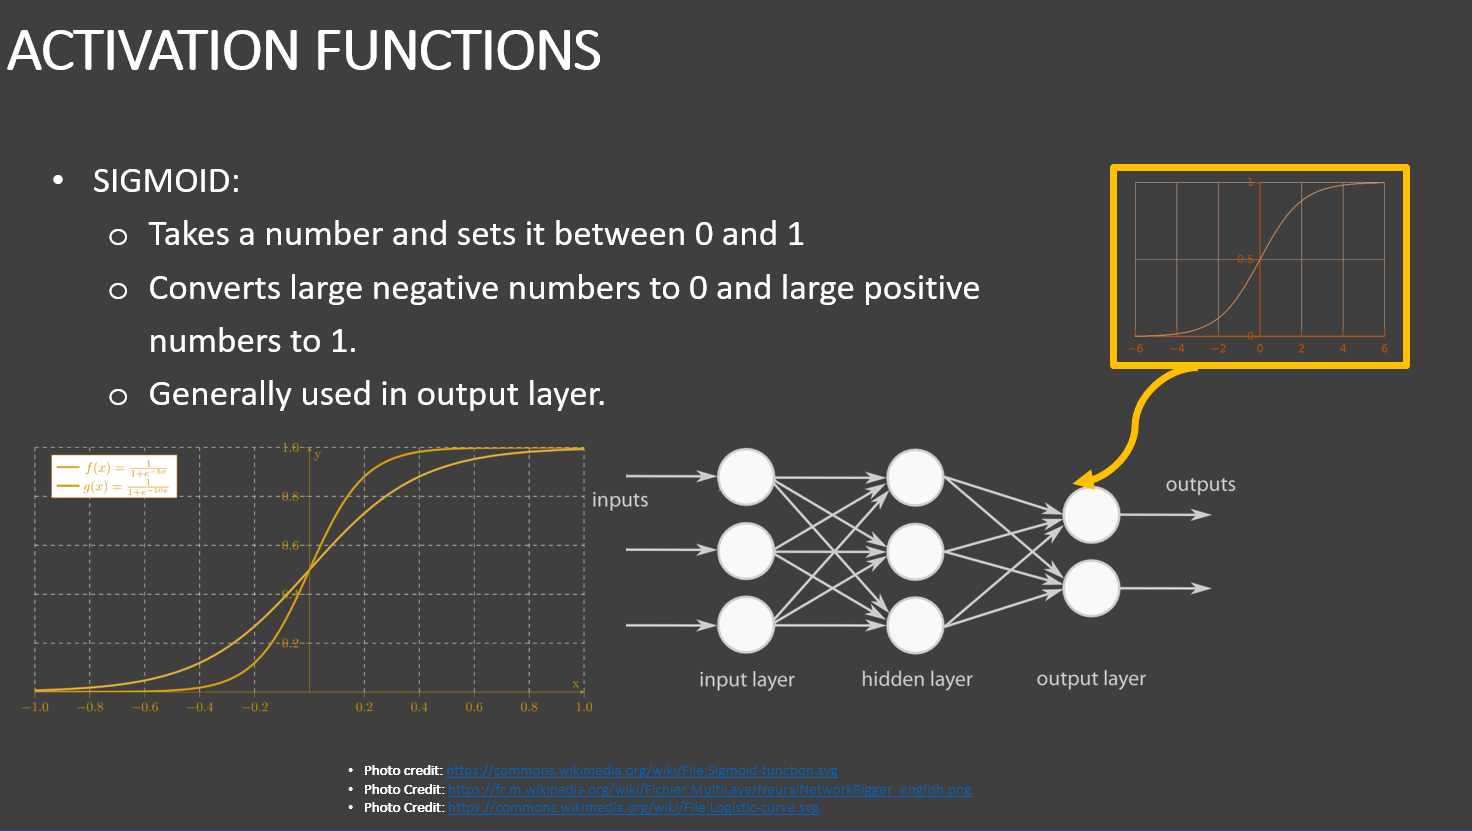 ACTIVATION FUNCTIONS
• SIGMOID:
o Takes a number and sets it between 0 and 1
o Converts large negative numbers to 0 and large positive
numbers to 1.
o Generally used in output layer.
1
0.5
0
−6 −4 −2 0 2 4 6
f(x) = 1/(1+e^−5x)
g(x) = 1/(1+e^−10x)
1.0
y
0.8
0.6
0.4
0.2
x
−1.0 −0.8 −0.6 −0.4 −0.2 0.2 0.4 0.6 0.8 1.0
inputs
outputs
input layer hidden layer output layer
• Photo credit: https://commons.wikimedia.org/wiki/File:Sigmoid-function.svg
• Photo Credit: https://fr.m.wikipedia.org/wiki/Fichier:MultiLayerNeuralNetworkBigger_english.png
• Photo Credit: https://commons.wikimedia.org/wiki/File:Logistic-curve.svg